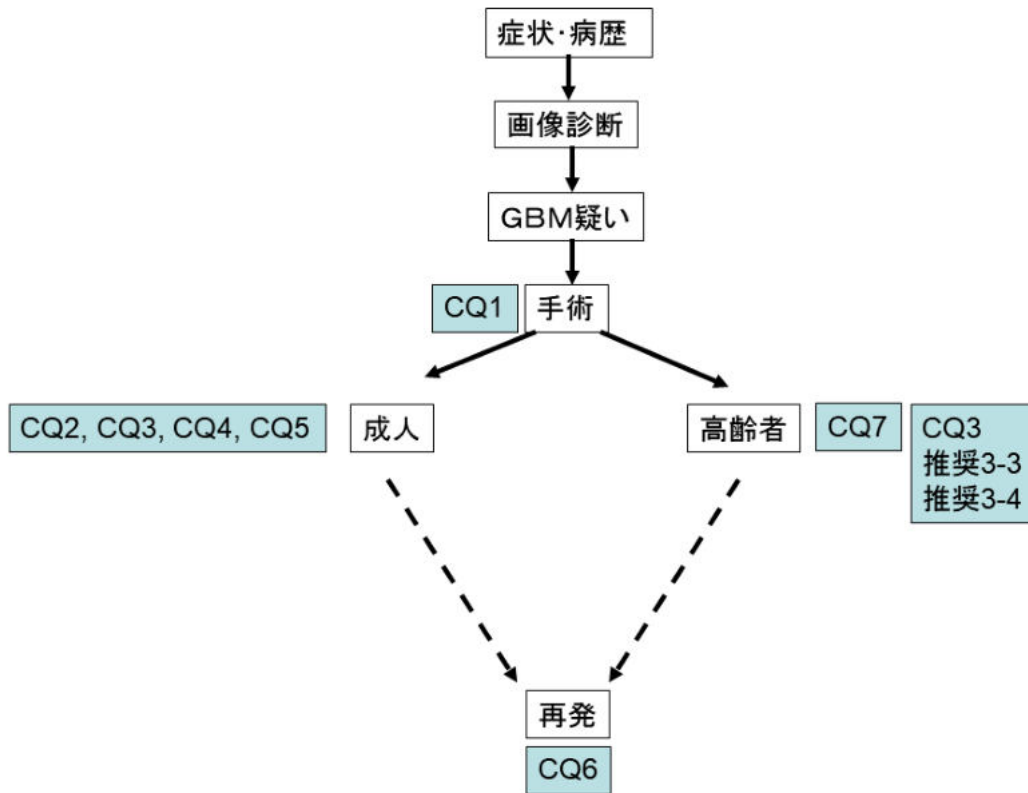 症状・病歴
画像診断
GBM疑い
CQ1
手術
CQ2, CQ3, CQ4, CQ5
成人
高齢者
CQ7
CQ3
推奨3-3
推奨3-4
再発
CQ6